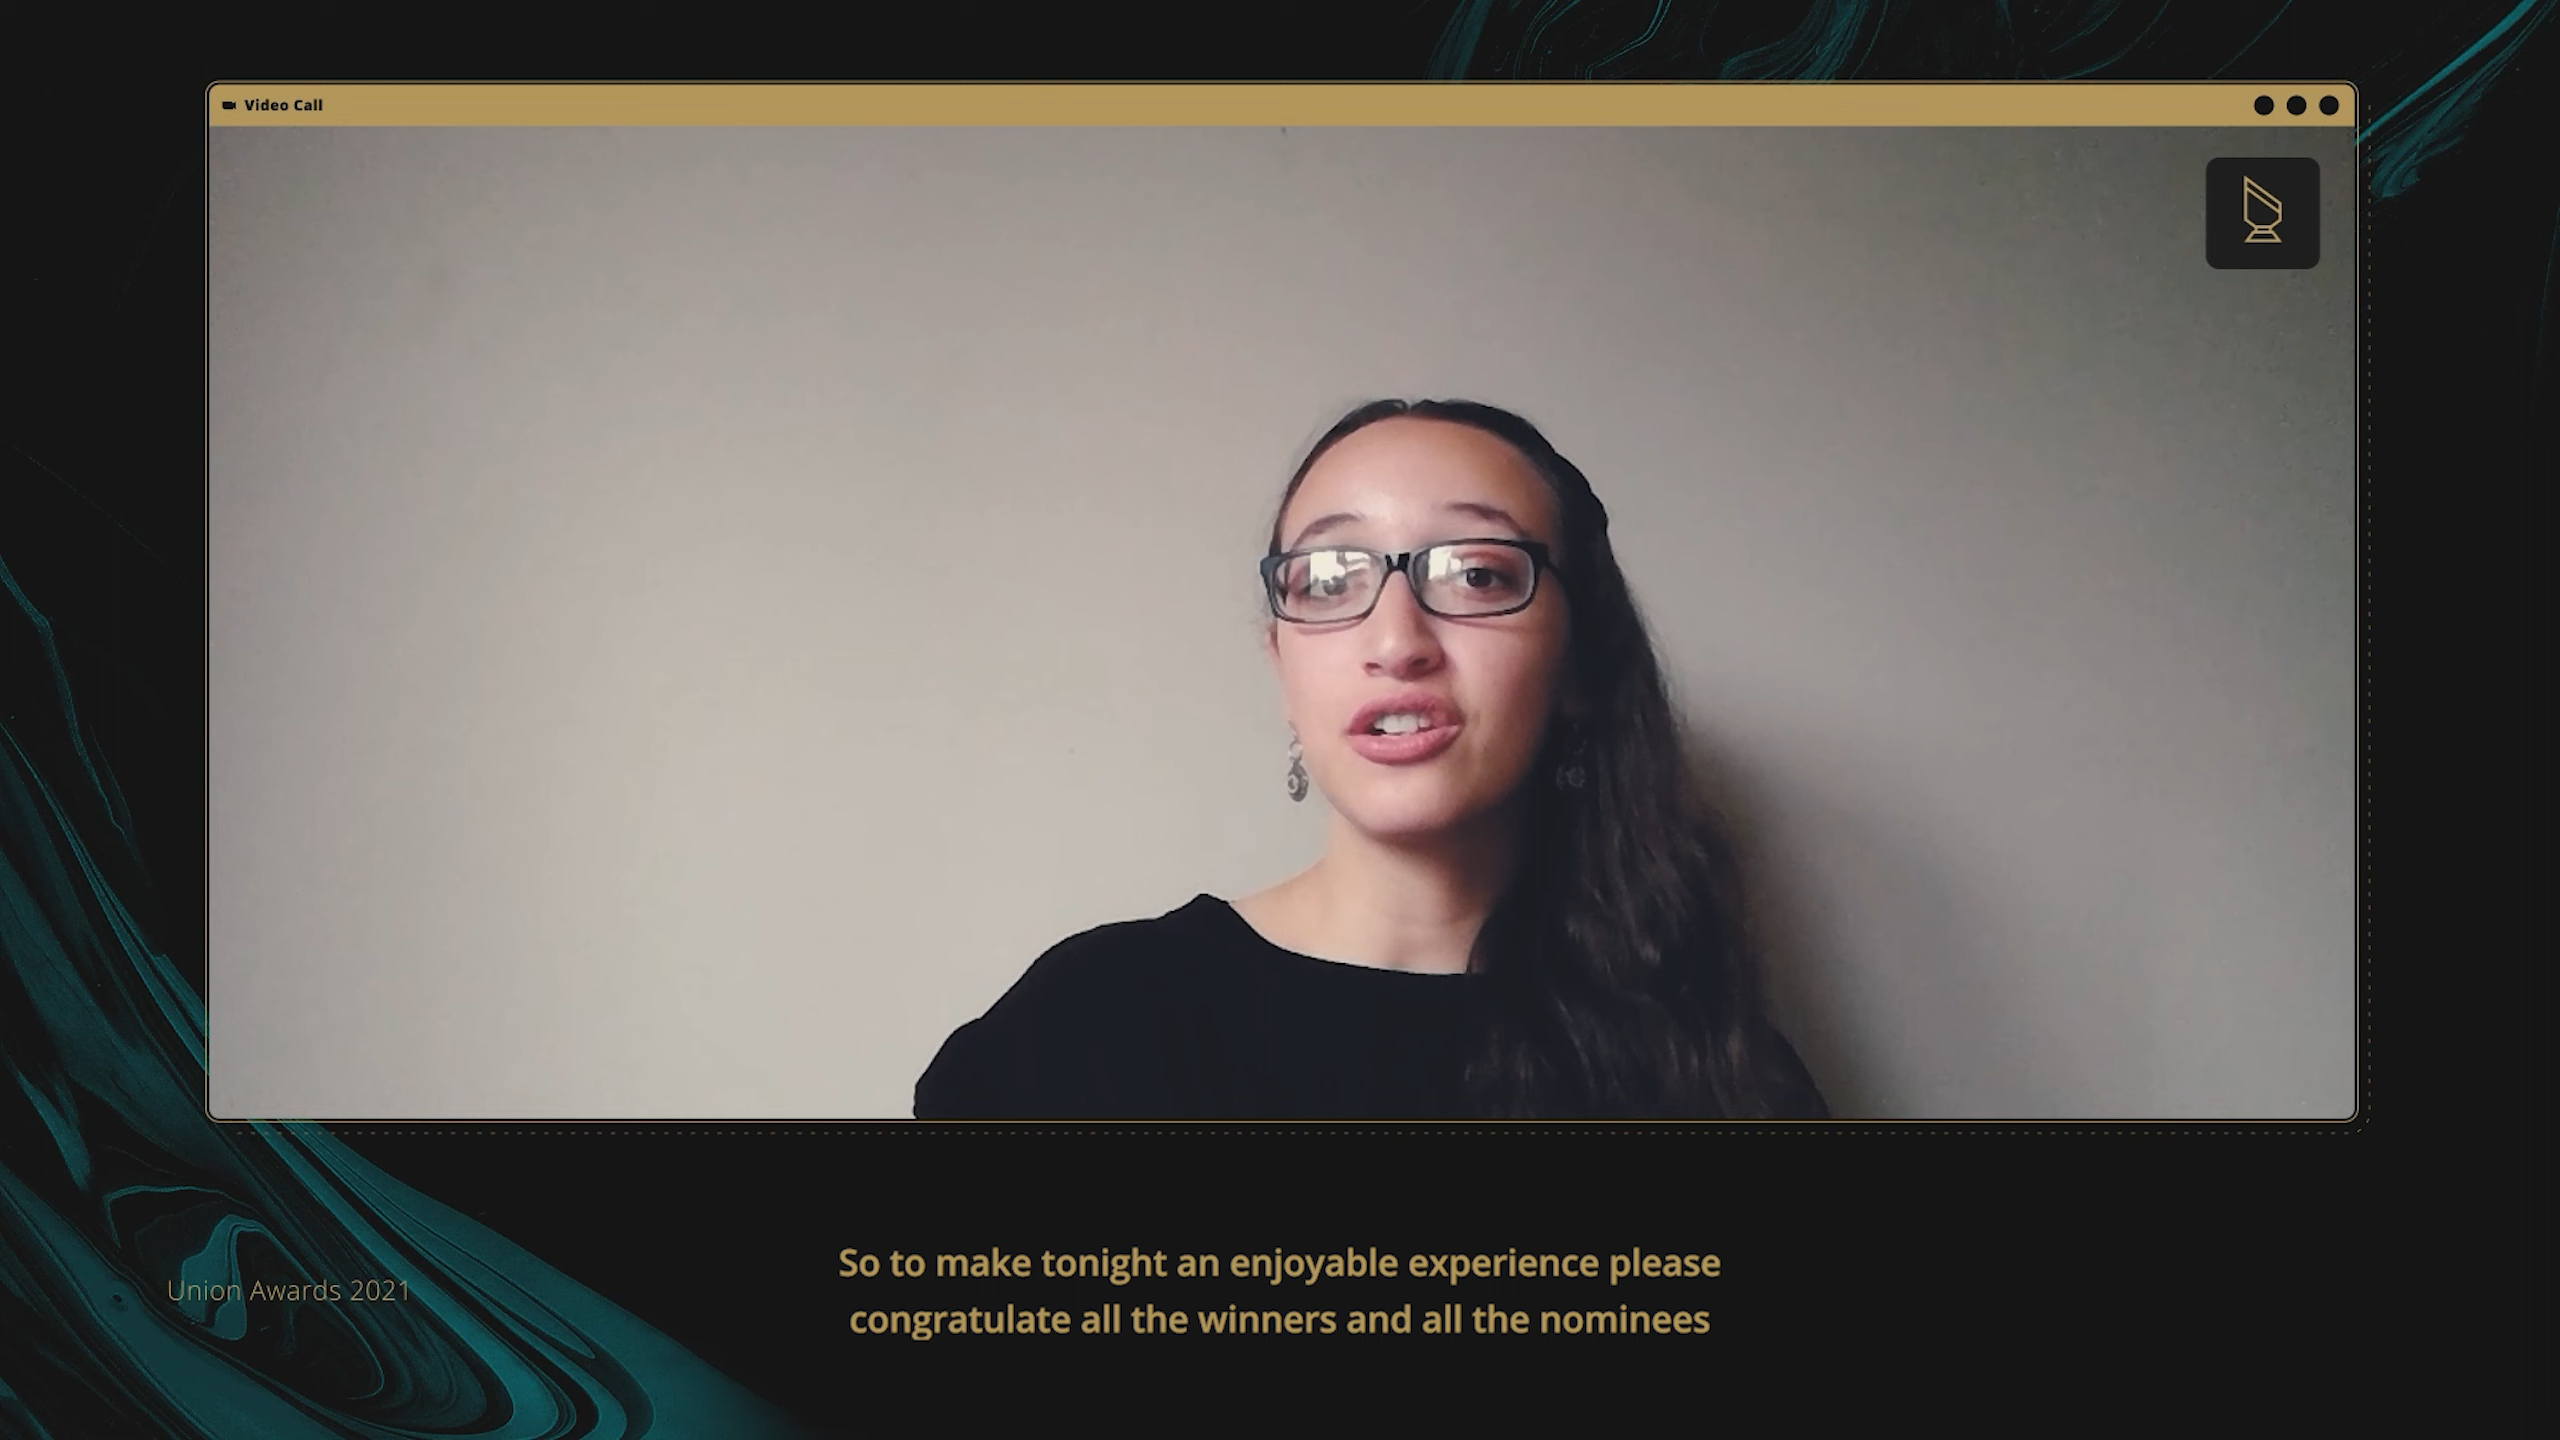 Video Call
Union Awards 2021
So to make tonight an enjoyable experience please
congratulate all the winners and all the nominees